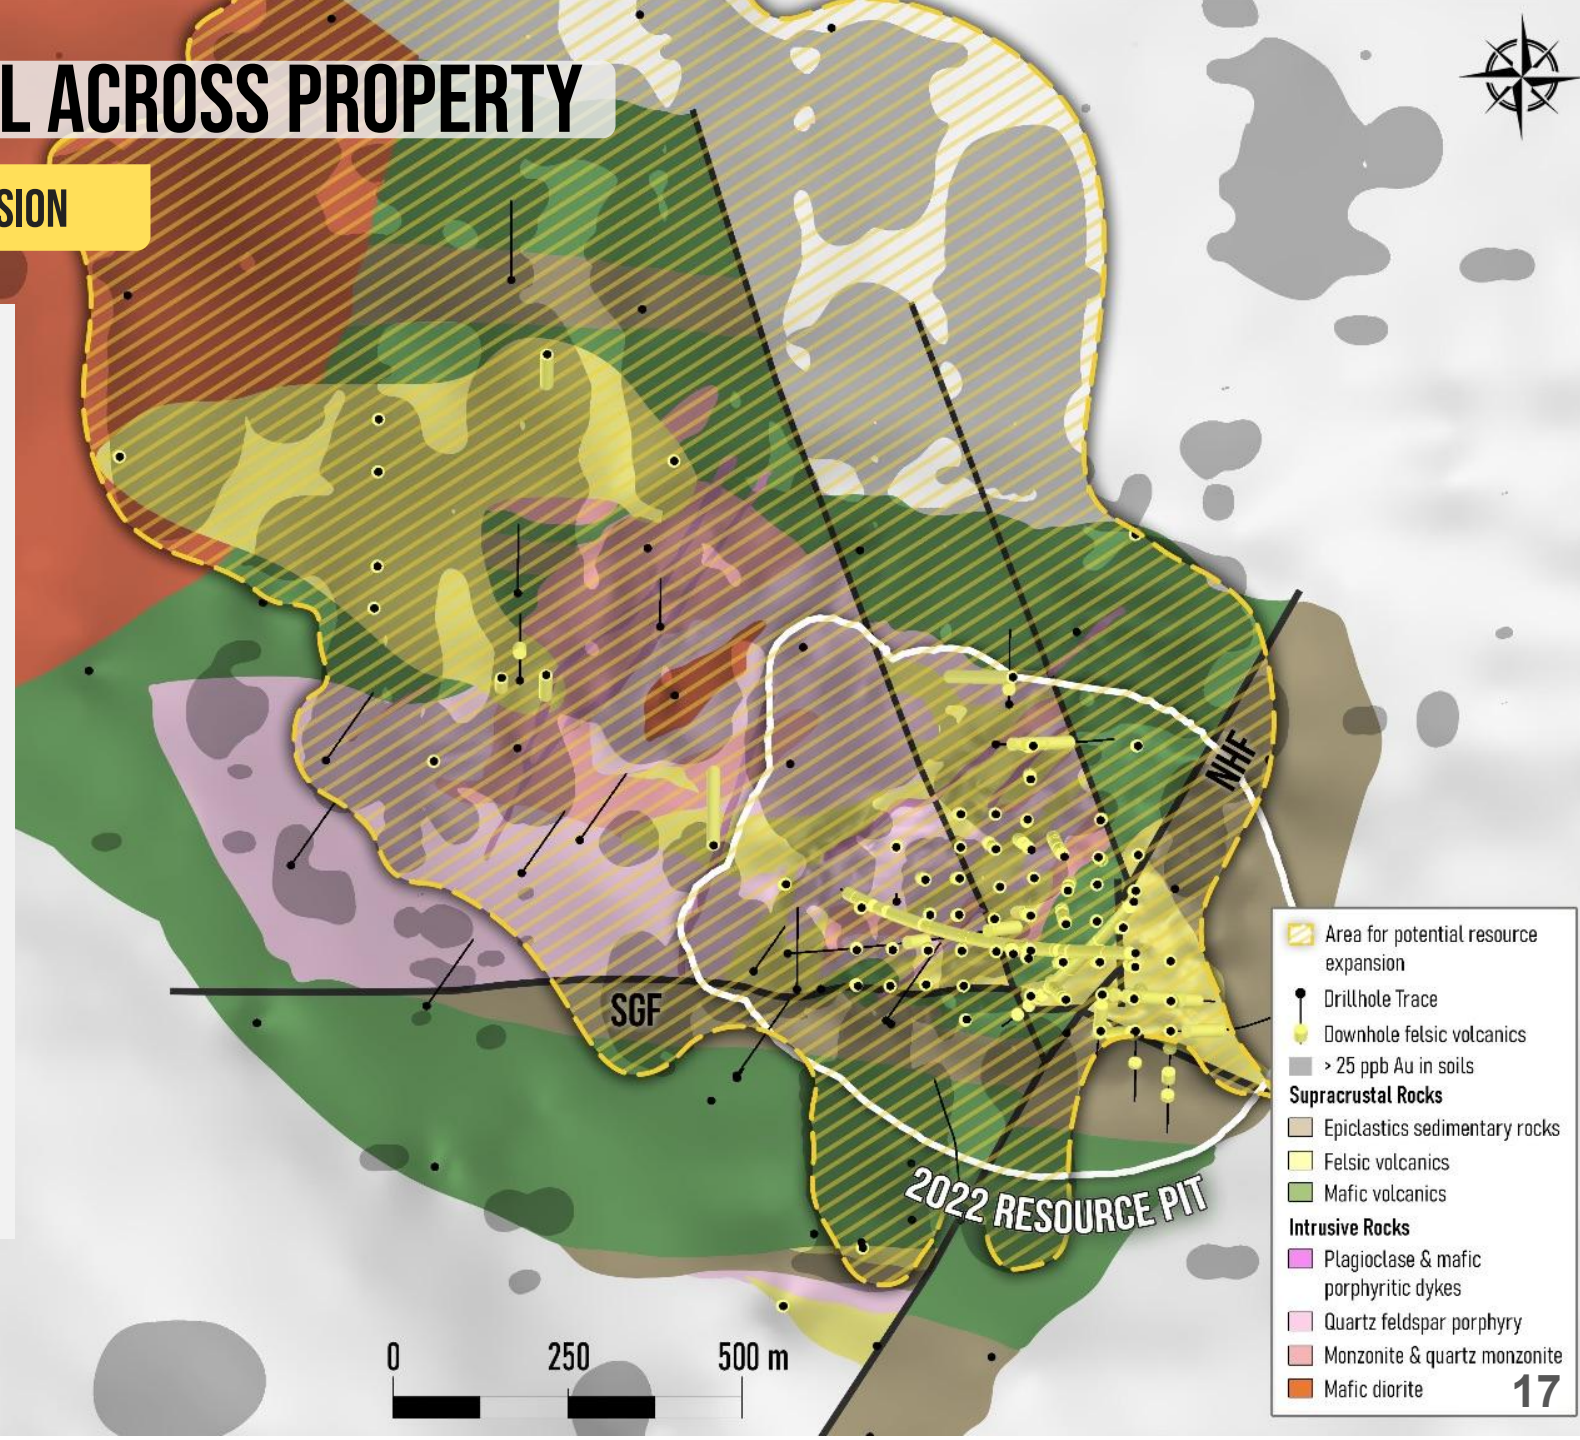 L ACROSS PROPERTY
SION
NHF
SGF
2022 RESOURCE PIT
0 250 500 m
Area for potential resource
expansion
Drillhole Trace
Downhole felsic volcanics
> 25 ppb Au in soils
Supracrustal Rocks
Epiclastics sedimentary rocks
Felsic volcanics
Mafic volcanics
Intrusive Rocks
Plagioclase & mafic
porphyritic dykes
Quartz feldspar porphyry
Monzonite & quartz monzonite
Mafic diorite
17